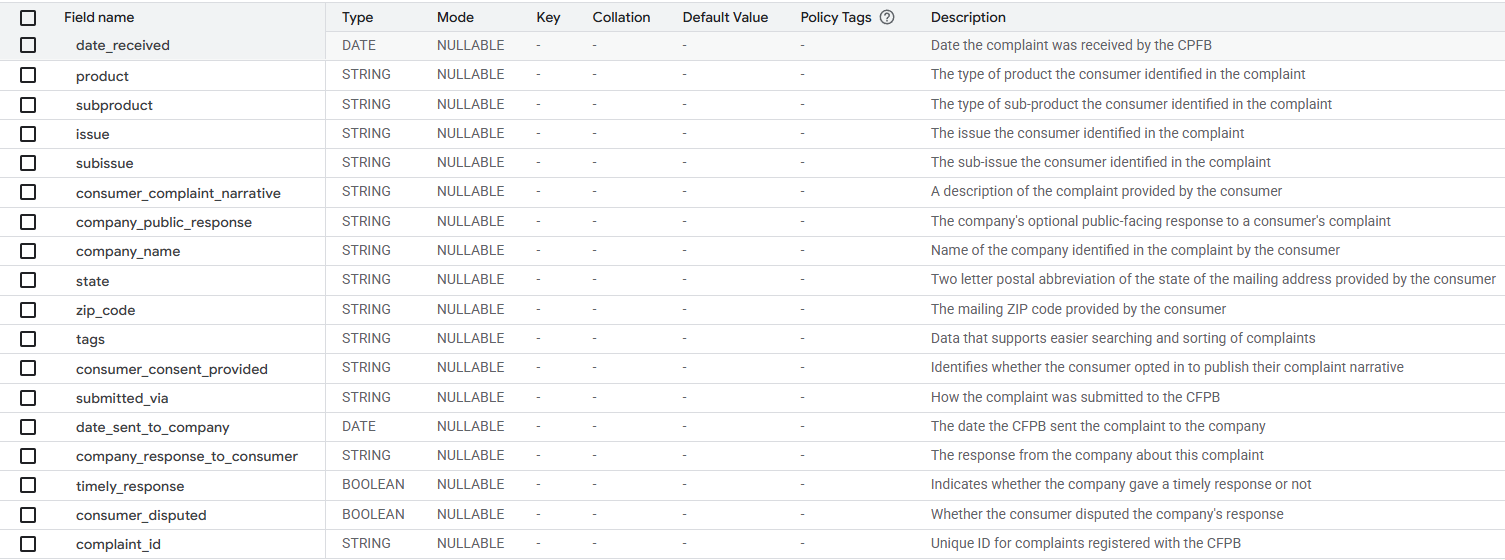 Field name Type Mode Key Collation Default Value Policy Tags ? Description
date_received DATE NULLABLE - - - - Date the complaint was received by the CPFB
product STRING NULLABLE - - - - The type of product the consumer identified in the complaint
subproduct STRING NULLABLE - - - - The type of sub-product the consumer identified in the complaint
issue STRING NULLABLE - - - - The issue the consumer identified in the complaint
subissue STRING NULLABLE - - - - The sub-issue the consumer identified in the complaint
consumer_complaint_narrative STRING NULLABLE - - - - A description of the complaint provided by the consumer
company_public_response STRING NULLABLE - - - - The company's optional public-facing response to a consumer's complaint
company_name STRING NULLABLE - - - - Name of the company identified in the complaint by the consumer
state STRING NULLABLE - - - - Two letter postal abbreviation of the state of the mailing address provided by the consumer
zip_code STRING NULLABLE - - - - The mailing ZIP code provided by the consumer
tags STRING NULLABLE - - - - Data that supports easier searching and sorting of complaints
consumer_consent_provided STRING NULLABLE - - - - Identifies whether the consumer opted in to publish their complaint narrative
submitted_via STRING NULLABLE - - - - How the complaint was submitted to the CFPB
date_sent_to_company DATE NULLABLE - - - - The date the CFPB sent the complaint to the company
company_response_to_consumer STRING NULLABLE - - - - The response from the company about this complaint
timely_response BOOLEAN NULLABLE - - - - Indicates whether the company gave a timely response or not
consumer_disputed BOOLEAN NULLABLE - - - - Whether the consumer disputed the company's response
complaint_id STRING NULLABLE - - - - Unique ID for complaints registered with the CFPB